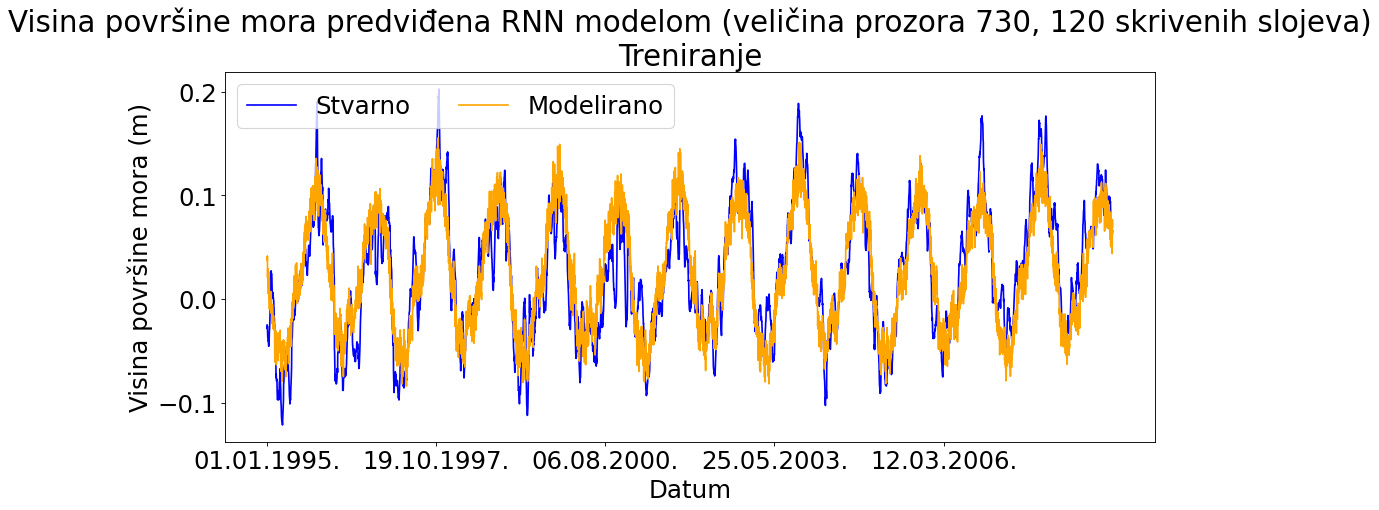 Visina površine mora predviđena RNN modelom (veličina prozora 730, 120 skrivenih slojeva)
Treniranje
Stvarno
Modelirano
Visina površine mora (m)
0.2
0.1
0.0
−0.1
01.01.1995.
19.10.1997.
06.08.2000.
25.05.2003.
12.03.2006.
Datum